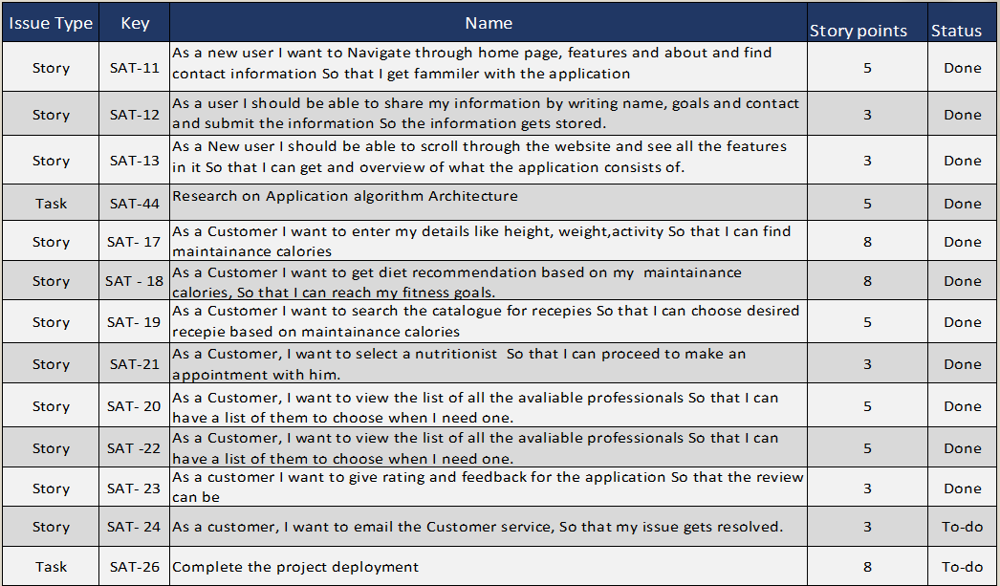 Issue Type Key Name Story points Status
Story SAT-11 As a new user I want to Navigate through home page, features and about and find 5 Done
contact information So that I get fammiler with the application
Story SAT-12 As a user I should be able to share my information by writing name, goals and contact 3 Done
and submit the information So the information gets stored.
Story SAT-13 As a New user I should be able to scroll through the website and see all the features 3 Done
in it So that I can get and overview of what the application consists of.
Task SAT-44 Research on Application algorithm Architecture 5 Done
Story SAT- 17 As a Customer I want to enter my details like height, weight,activity So that I can find 8 Done
maintainance calories
Story SAT - 18 As a Customer I want to get diet recommendation based on my  maintainance 8 Done
calories, So that I can reach my fitness goals.
Story SAT- 19 As a Customer I want to search the catalogue for recepies So that I can choose desired 5 Done
recepie based on maintainance calories
Story SAT-21 As a Customer, I want to select a nutritionist  So that I can proceed to make an 3 Done
appointment with him.
Story SAT- 20 As a Customer, I want to view the list of all the avaliable professionals So that I can 5 Done
have a list of them to choose when I need one.
Story SAT -22 As a Customer, I want to view the list of all the avaliable professionals So that I can 5 Done
have a list of them to choose when I need one.
Story SAT- 23 As a customer I want to give rating and feedback for the application So that the review 3 Done
can be
Story SAT- 24 As a customer, I want to email the Customer service, So that my issue gets resolved. 3 To-do
Task SAT-26 Complete the project deployment 8 To-do